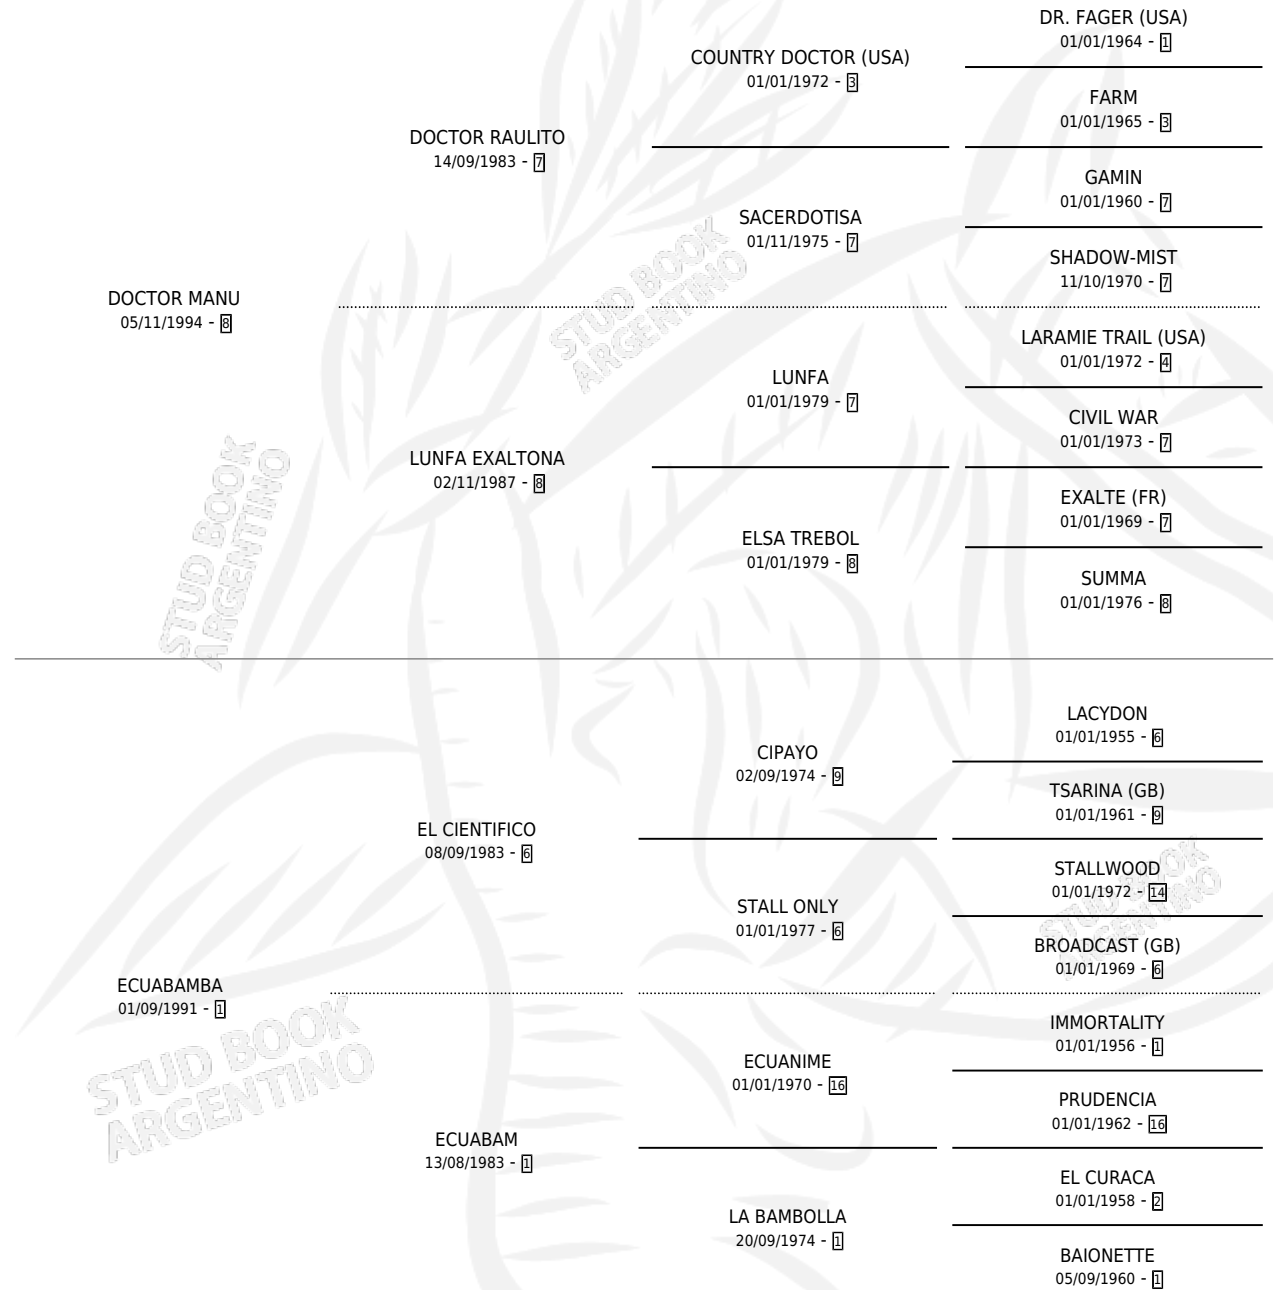 DR. FAGER (USA)
01/01/1964 - 1
COUNTRY DOCTOR (USA)
01/01/1972 - 3
FARM
01/01/1965 - 3
DOCTOR RAULITO
14/09/1983 - 7
GAMIN
01/01/1960 - 7
SACERDOTISA
01/11/1975 - 7
SHADOW-MIST
11/10/1970 - 7
DOCTOR MANU
05/11/1994 - 8
LARAMIE TRAIL (USA)
01/01/1972 - 4
LUNFA
01/01/1979 - 7
CIVIL WAR
01/01/1973 - 7
LUNFA EXALTONA
02/11/1987 - 8
EXALTE (FR)
01/01/1969 - 7
ELSA TREBOL
01/01/1979 - 8
SUMMA
01/01/1976 - 8
STUD BOOK
ARGENTINO
STUD BOOK
ARGENTINO
LACYDON
01/01/1955 - 6
CIPAYO
02/09/1974 - 9
TSARINA (GB)
01/01/1961 - 9
EL CIENTIFICO
08/09/1983 - 6
STALLWOOD
01/01/1972 - 14
STALL ONLY
01/01/1977 - 6
BROADCAST (GB)
01/01/1969 - 6
ECUABAMBA
01/09/1991 - 1
IMMORTALITY
01/01/1956 - 1
ECUANIME
01/01/1970 - 16
PRUDENCIA
01/01/1962 - 16
ECUABAM
13/08/1983 - 1
EL CURACA
01/01/1958 - 2
LA BAMBOLLA
20/09/1974 - 1
BAIONETTE
05/09/1960 - 1
STUD BOOK
ARGENTINO
STUD BOOK
ARGENTINO